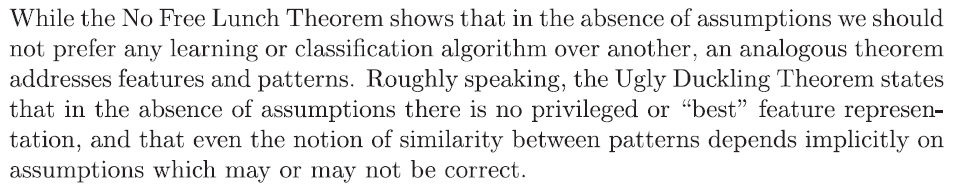 While the No Free Lunch Theorem shows that in the absence of assumptions we should
not prefer any learning or classification algorithm over another, an analogous theorem
addresses features and patterns. Roughly speaking, the Ugly Duckling Theorem states
that in the absence of assumptions there is no privileged or “best” feature represen-
tation, and that even the notion of similarity between patterns depends implicitly on
assumptions which may or may not be correct.